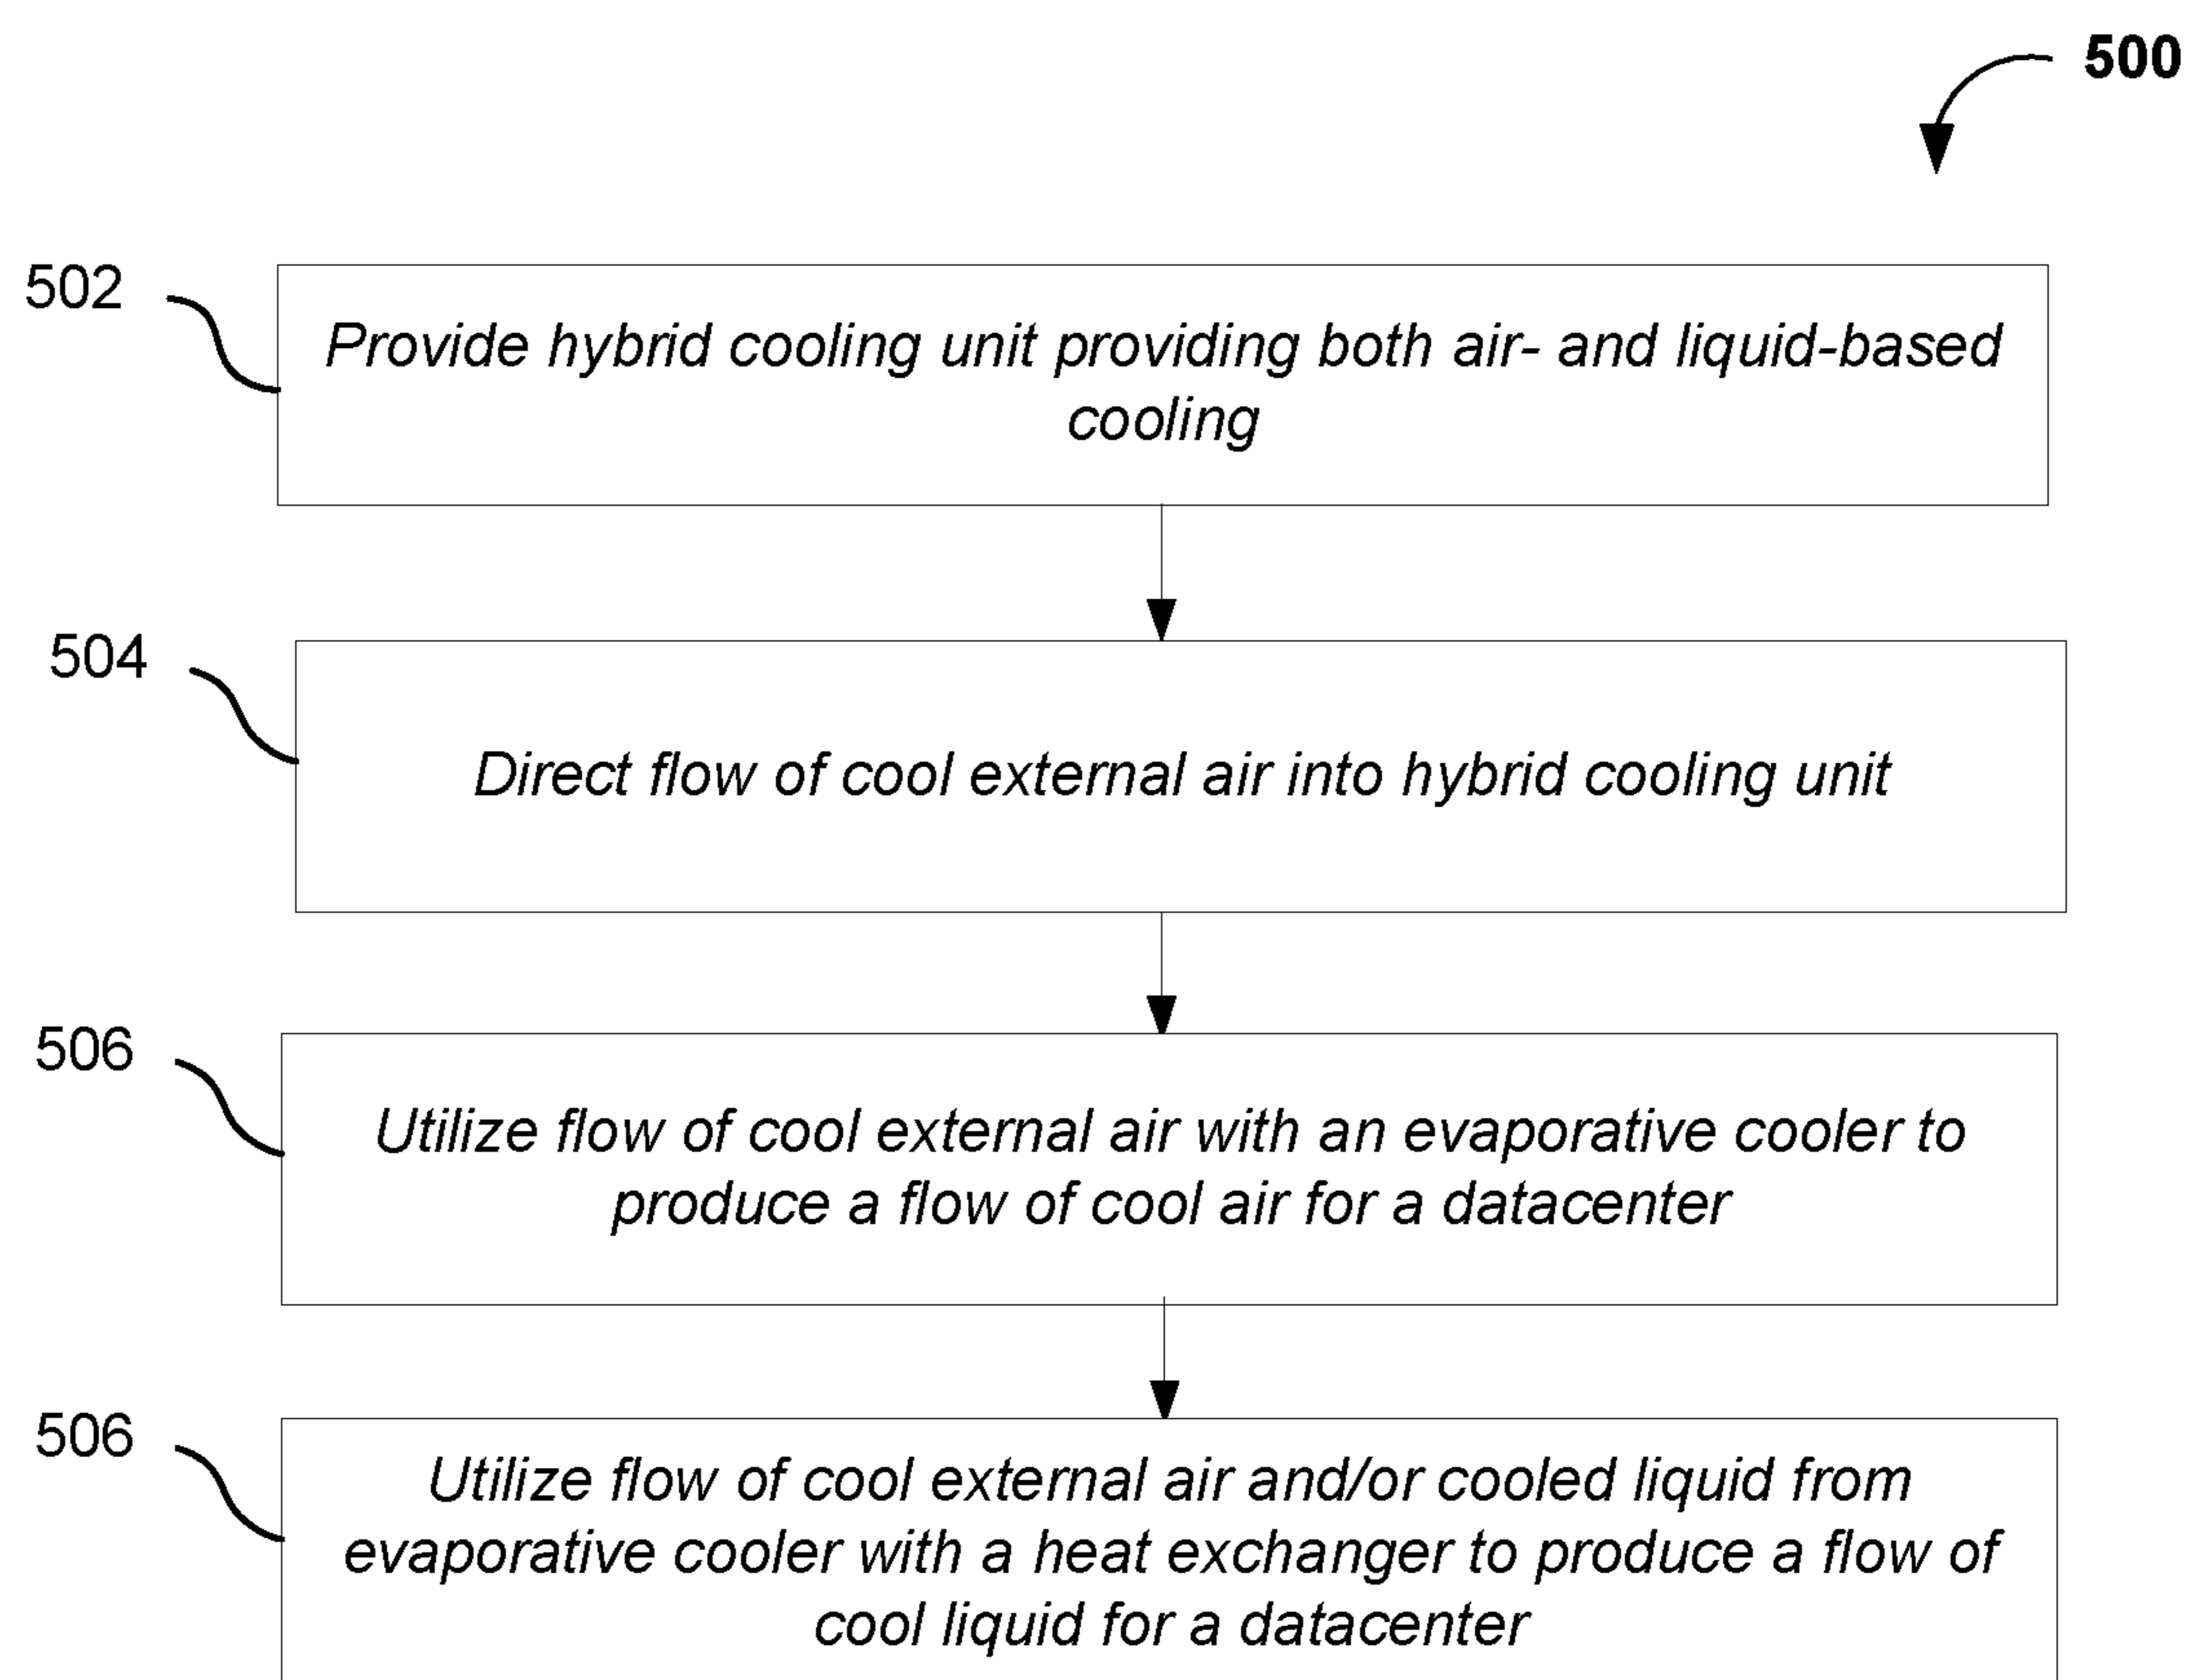 500
502
Provide hybrid cooling unit providing both air- and liquid-based
cooling
504
Direct flow of cool external air into hybrid cooling unit
506
Utilize flow of cool external air with an evaporative cooler to
produce a flow of cool air for a datacenter
506
Utilize flow of cool external air and/or cooled liquid from
evaporative cooler with a heat exchanger to produce a flow of
cool liquid for a datacenter